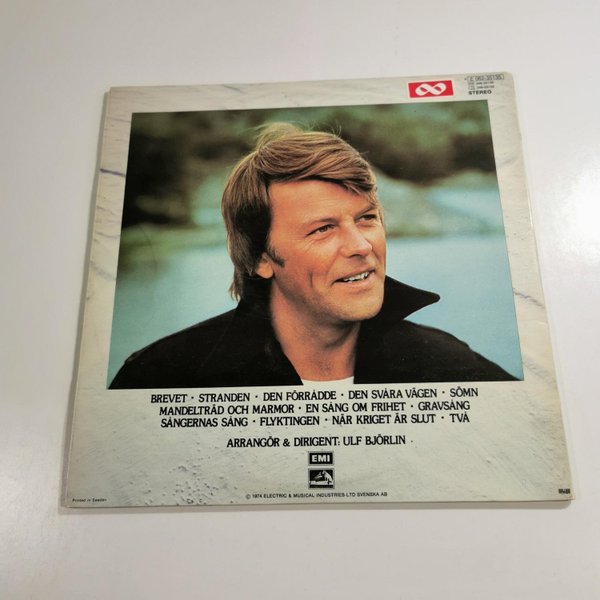 E 062-35135
STEREO
BREVET · STRANDEN · DEN FÖRRÅDDE · DEN SVÅRA VÄGEN · SÖMN
MANDELTRÄD OCH MARMOR · EN SÅNG OM FRIHET · GRAVSÅNG
SÅNGERNAS SÅNG · FLYKTINGEN · NÄR KRIGET ÄR SLUT · TVÅ
ARRANGÖR & DIRIGENT: ULF BJÖRLIN
EMI
© 1974 ELECTRIC & MUSICAL INDUSTRIES LTD SVENSKA AB
Printed in Sweden